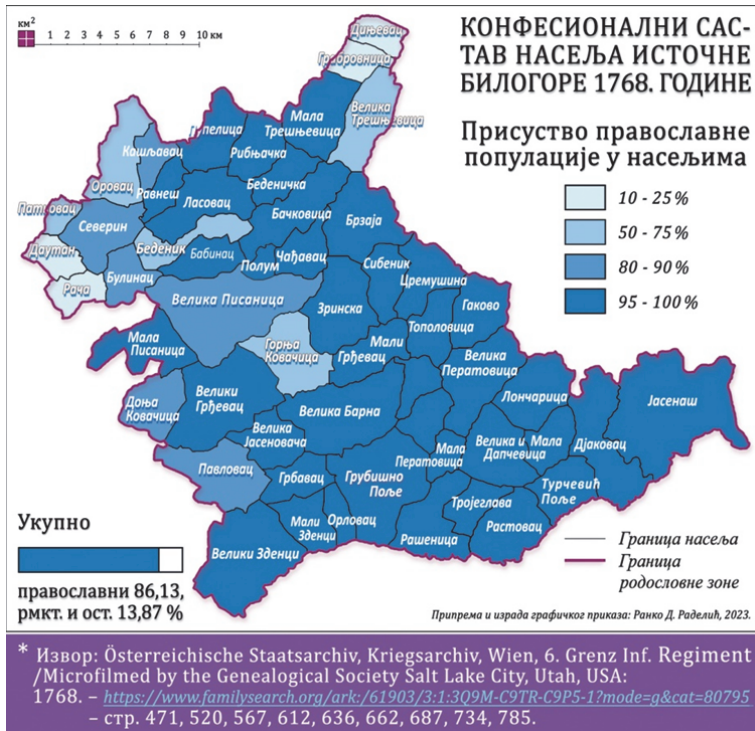 км²
1 2 3 4 5 6 7 8 9 10 км
КОНФЕСИОНАЛНИ САС-
ТАВ НАСЕЉА ИСТОЧНЕ
БИЛОГОРЕ 1768. ГОДИНЕ
Присуство православне
популације у насељима
10 - 25 %
50 - 75 %
80 - 90 %
95 - 100 %
Дињевац
Грабровница
Велика
Трешњевица
Мала
Трешњевица
Рибњачка
Кошљавац
Оровац
Равнеш
Ласовац
Беденичка
Бачковица
Брзаја
Северин
Даутан
Рача
Булинац
Беденик
Бабинац
Полум
Чађавац
Сибеник
Цремушина
Гаково
Велика Писаница
Зринска
Тополовица
Мала
Писаница
Горња
Ковачица
Мали
Грђевац
Велика
Ператовица
Лончарица
Јасенаш
Доња
Ковачица
Велики
Грђевац
Велика Барна
Велика
Јасеновача
Мала
Ператовица
Велика и
Дапчевица
Мала
Дјаковац
Павловац
Грбавац
Грубишно
Поље
Турчевић
Поље
Тројеглава
Растовац
Рашеница
Орловац
Мали
Зденци
Велики Зденци
Укупно
православни 86,13,
рмкт. и ост. 13,87 %
Граница насеља
Граница
родословне зоне
Припрема и израда графичког приказа: Ранко Д. Раделић, 2023.
* Извор: Österreichische Staatsarchiv, Kriegsarchiv, Wien, 6. Grenz Inf. Regiment
/Microfilmed by the Genealogical Society Salt Lake City, Utah, USA:
1768. – https://www.familysearch.org/ark:/61903/3:1:3Q9M-C9TR-C9P5-1?mode=g&cat=80795
– стр. 471, 520, 567, 612, 636, 662, 687, 734, 785.